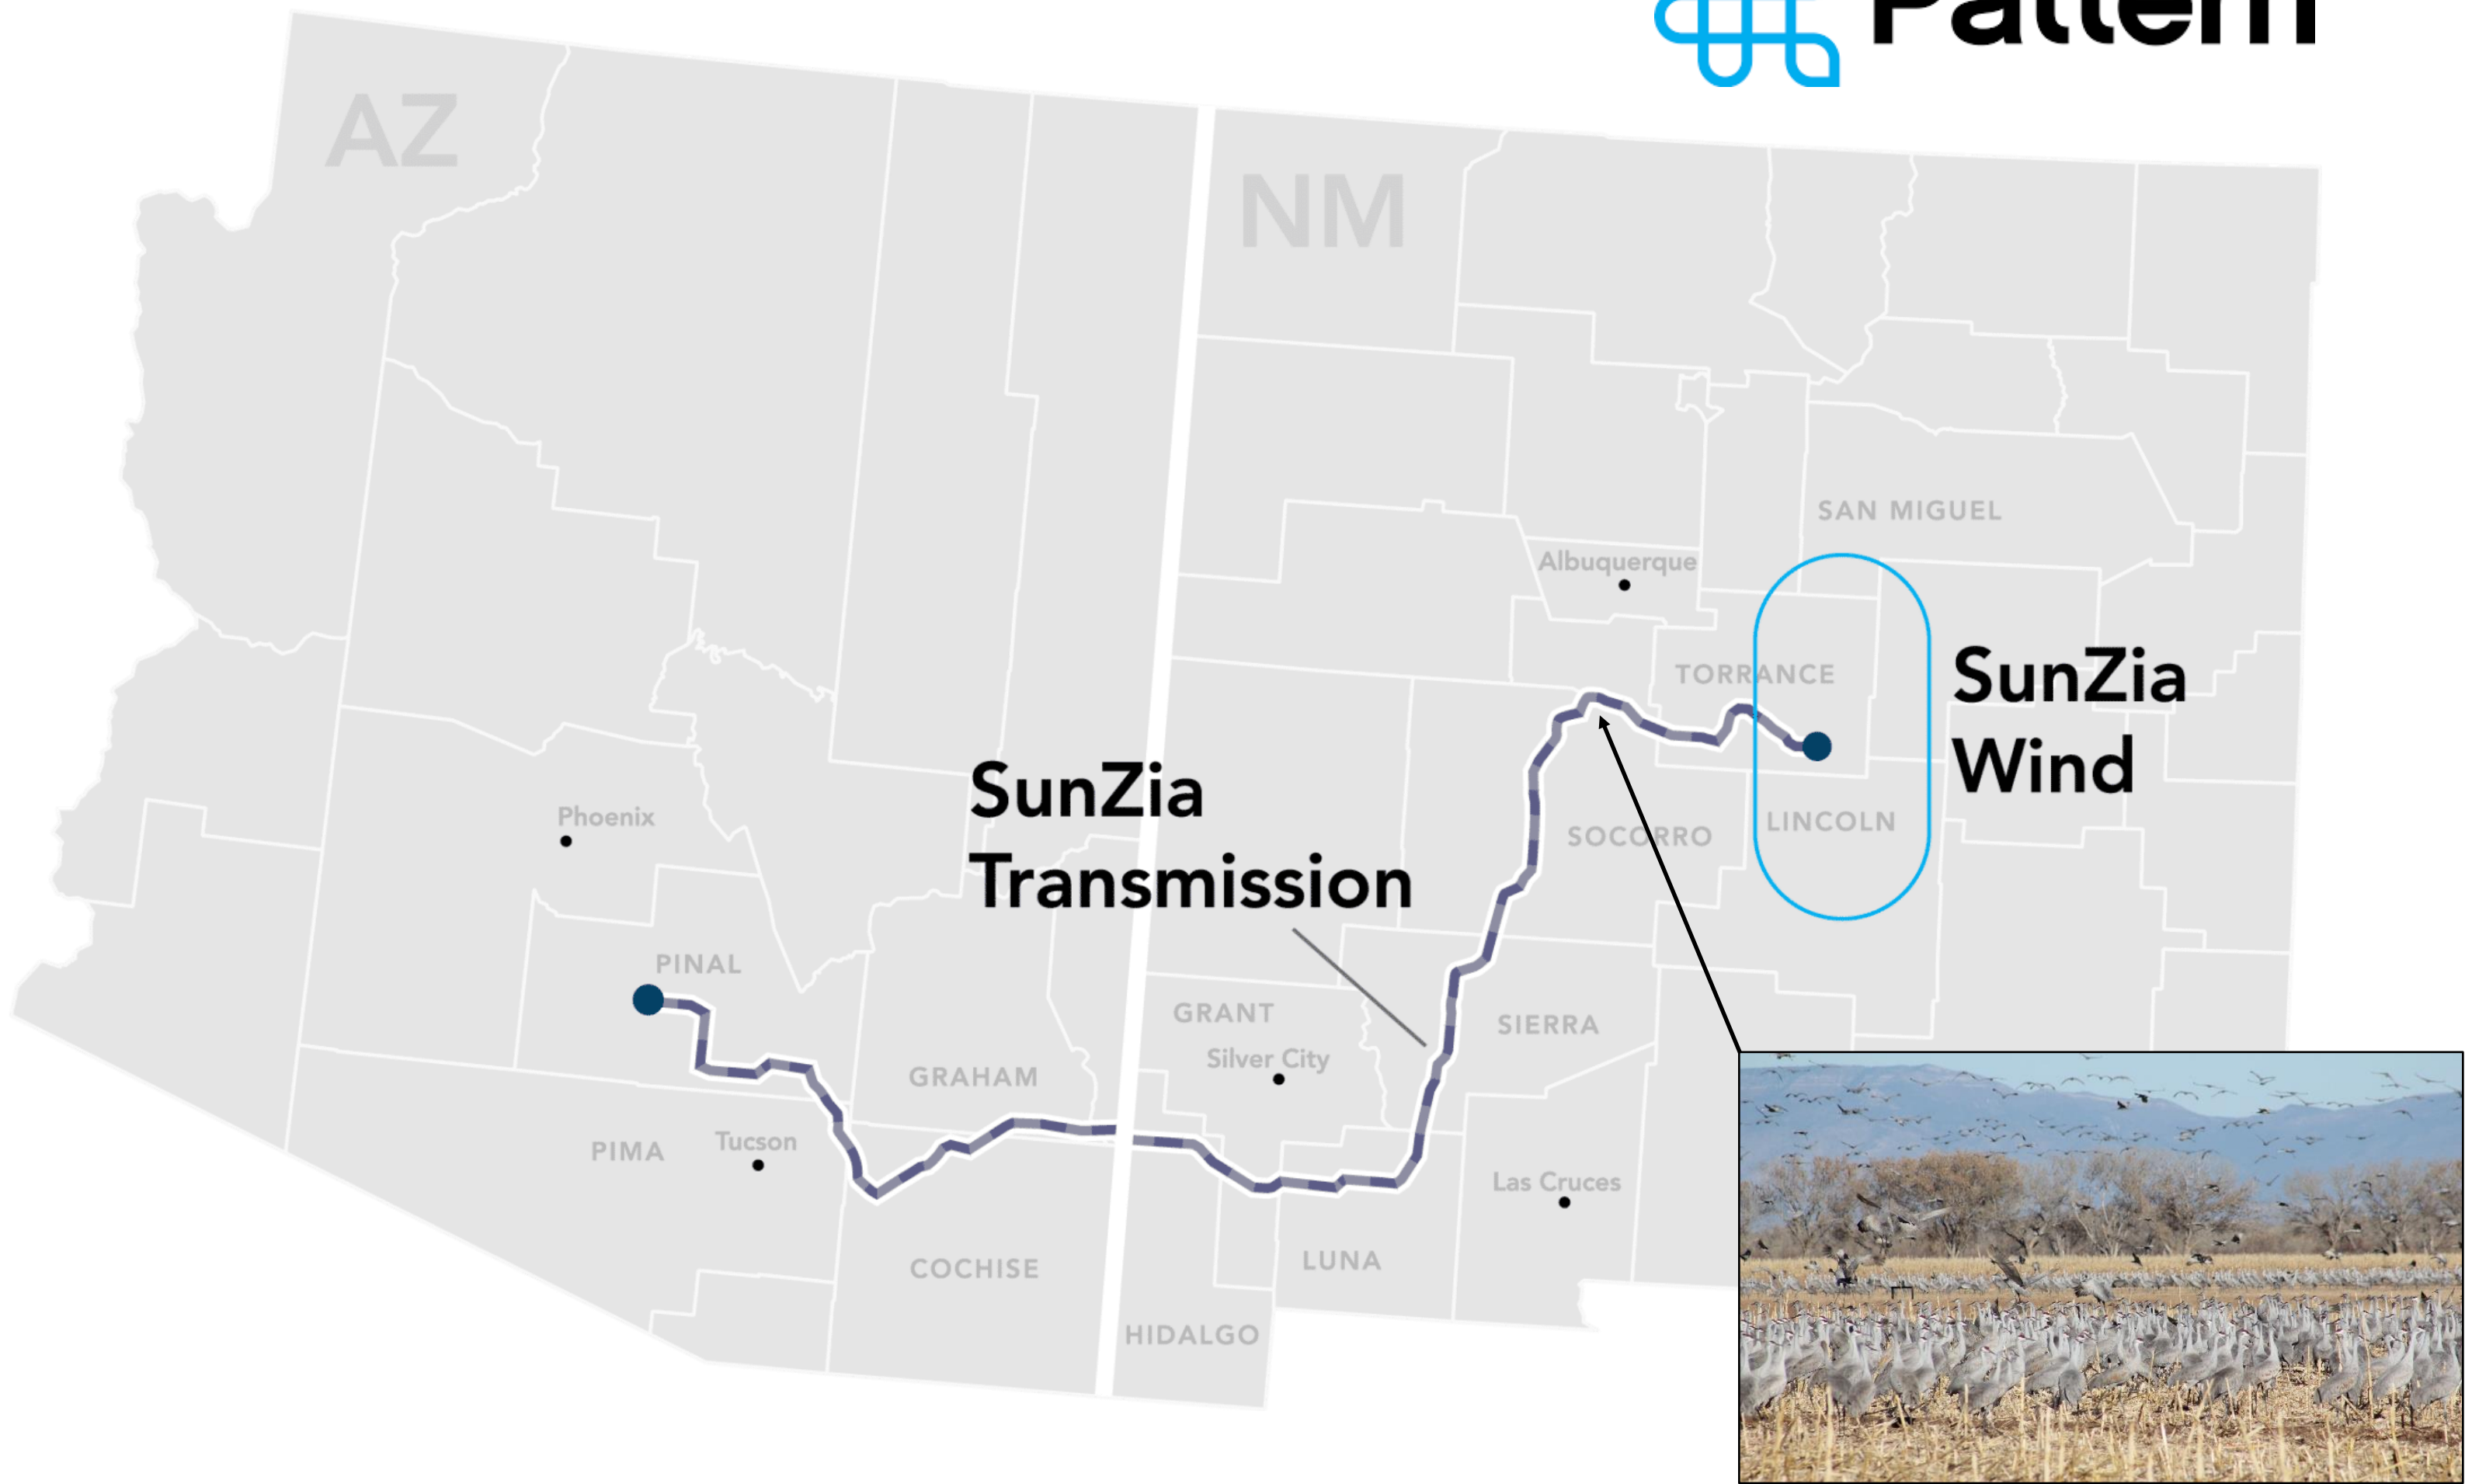 Pattern
AZ
NM
SAN MIGUEL
Albuquerque
TORRANCE
SunZia
Wind
SunZia
Transmission
Phoenix
SOCORRO
LINCOLN
PINAL
GRANT
SIERRA
Silver City
GRAHAM
PIMA
Tucson
Las Cruces
COCHISE
LUNA
HIDALGO